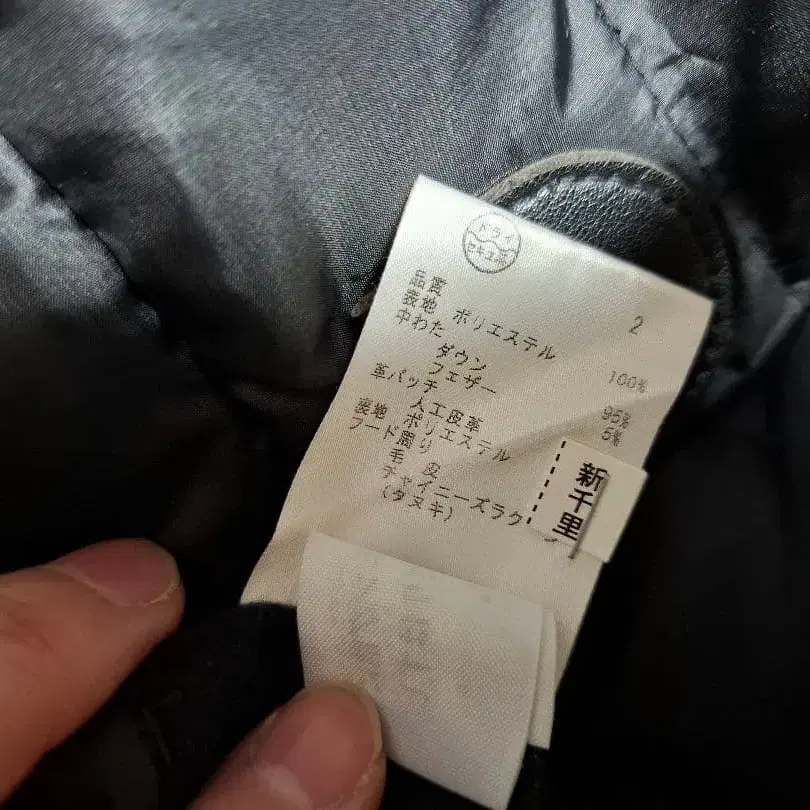 ドライ
セキユ系
品質 2
表地 ポリエステル 100%
中わた
ダウン 95%
フェザー 5%
革パッチ
人工皮革
裏地 ポリエステル
フード周り
毛 皮
チャイニーズラク
(タヌキ)
新千里